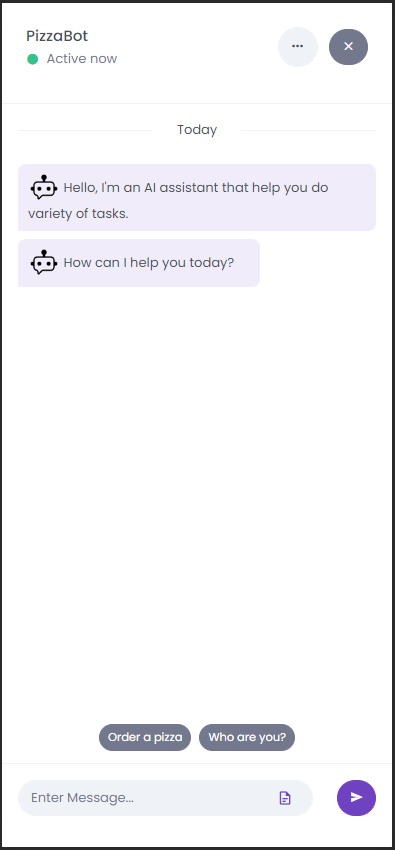 PizzaBot
Active now
Today
Hello, I'm an AI assistant that help you do
variety of tasks.
How can I help you today?
Order a pizza Who are you?
Enter Message...